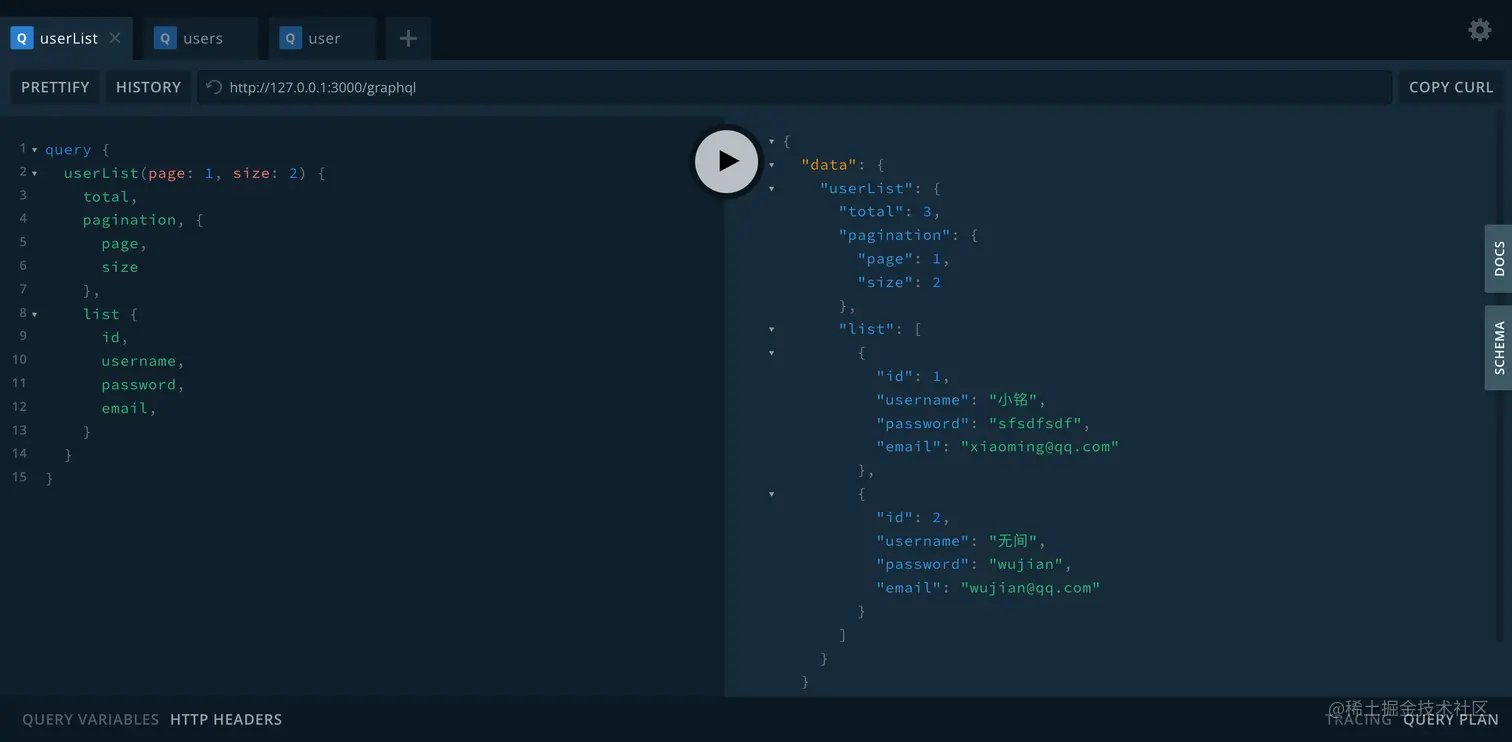 Q userList × Q users Q user +
PRETTIFY HISTORY http://127.0.0.1:3000/graphql COPY CURL
1 query {
2 userList(page: 1, size: 2) {
3 total,
4 pagination, {
5 page,
6 size
7 },
8 list {
9 id,
10 username,
11 password,
12 email,
13 }
14 }
15 }
{
"data": {
"userList": {
"total": 3,
"pagination": {
"page": 1,
"size": 2
},
"list": [
{
"id": 1,
"username": "小铭",
"password": "sfsdfsdf",
"email": "xiaoming@qq.com"
},
{
"id": 2,
"username": "无间",
"password": "wujian",
"email": "wujian@qq.com"
}
]
}
}
DOCS
SCHEMA
QUERY VARIABLES HTTP HEADERS
TRACING QUERY PLAN
@稀土掘金技术社区